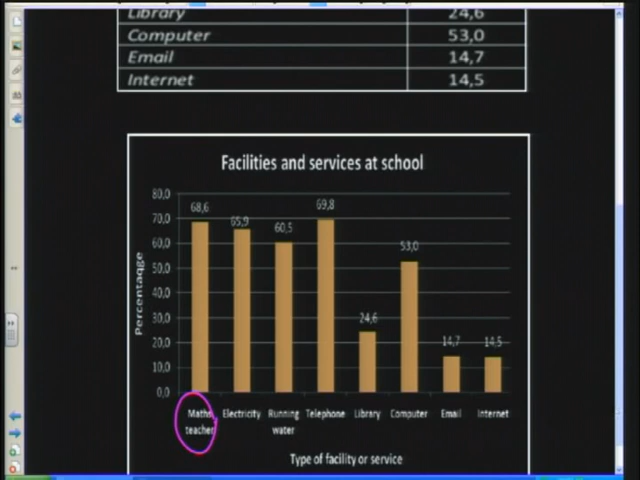 Library 24,6
Computer 53,0
Email 14,7
Internet 14,5
Facilities and services at school
80,0
70,0
60,0
50,0
40,0
30,0
20,0
10,0
0,0
68,6
65,9
60,5
69,8
24,6
53,0
14,7
14,5
Percentaqge
Maths teacher
Electricity
Running water
Telephone
Library
Computer
Email
Internet
Type of facility or service